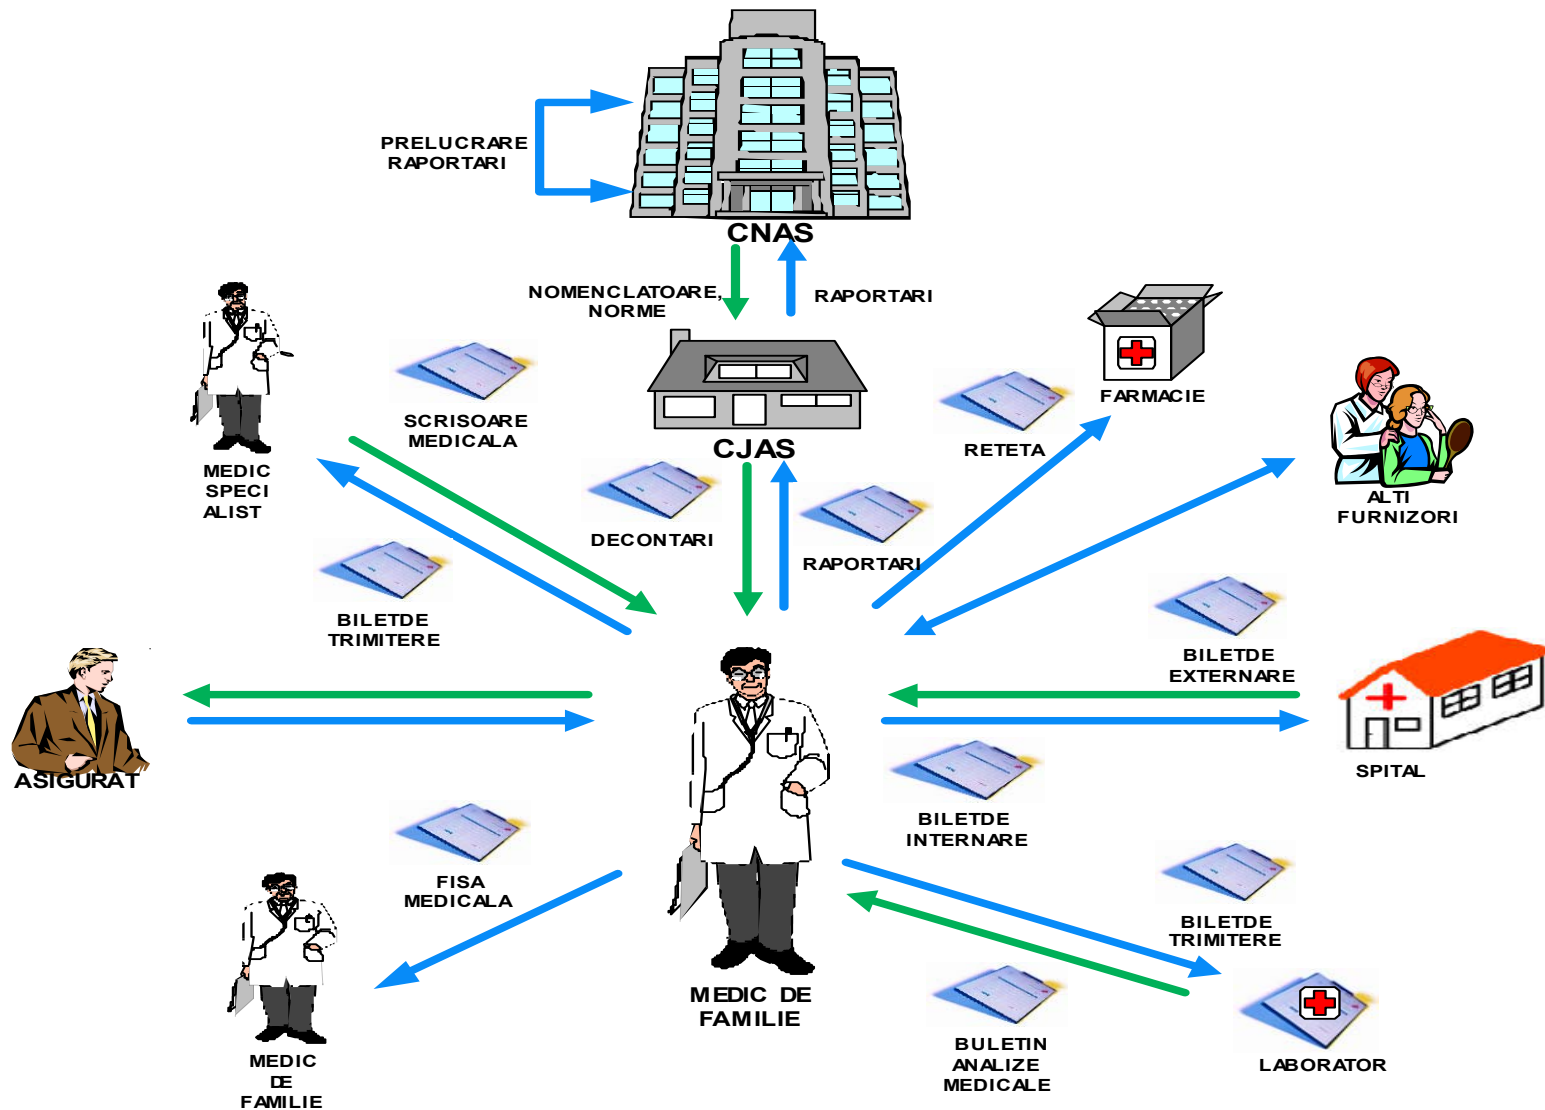 PRELUCRARE
RAPORTARI
CNAS
NOMENCLATOARE,
NORME
RAPORTARI
FARMACIE
SCRISOARE
MEDICALA
CJAS
RETETA
MEDIC
SPECI
ALIST
ALTI
FURNIZORI
DECONTARI
RAPORTARI
BILETDE
TRIMITERE
BILETDE
EXTERNARE
ASIGURAT
SPITAL
BILETDE
INTERNARE
FISA
MEDICALA
BILETDE
TRIMITERE
MEDIC DE
FAMILIE
BULETIN
ANALIZE
MEDICALE
LABORATOR
MEDIC
DE
FAMILIE